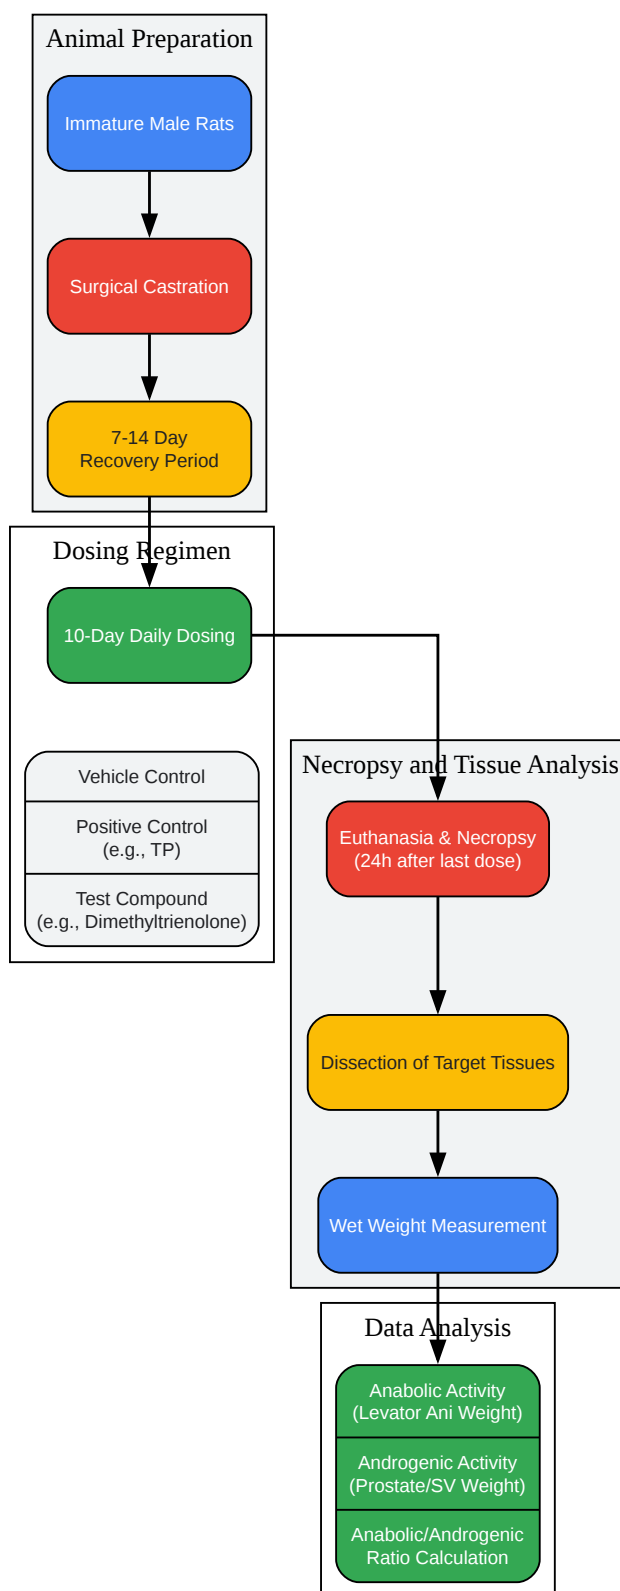 Animal Preparation
Immature Male Rats
Surgical Castration
7-14 Day
Recovery Period
Dosing Regimen
10-Day Daily Dosing
Vehicle Control
Positive Control
(e.g., TP)
Test Compound
(e.g., Dimethyltrienolone)
Necropsy and Tissue Analysis
Euthanasia & Necropsy
(24h after last dose)
Dissection of Target Tissues
Wet Weight Measurement
Data Analysis
Anabolic Activity
(Levator Ani Weight)
Androgenic Activity
(Prostate/SV Weight)
Anabolic/Androgenic
Ratio Calculation